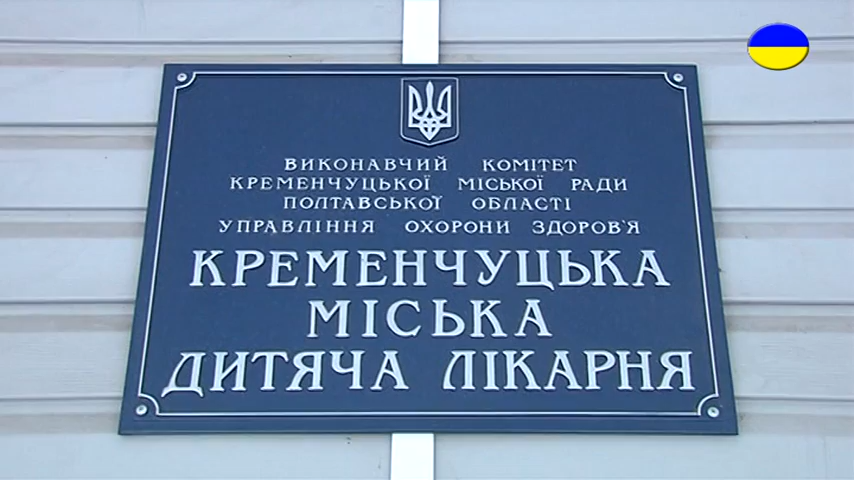 ВИКОНАВЧИЙ КОМІТЕТ
КРЕМЕНЧУЦЬКОЇ МІСЬКОЇ РАДИ
ПОЛТАВСЬКОЇ ОБЛАСТІ
УПРАВЛІННЯ ОХОРОНИ ЗДОРОВ'Я
КРЕМЕНЧУЦЬКА
МІСЬКА
ДИТЯЧА ЛІКАРНЯ